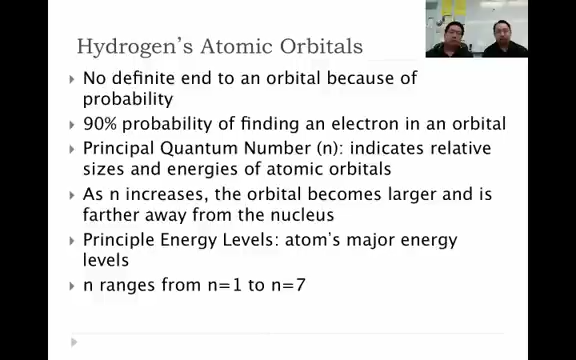 Hydrogen's Atomic Orbitals
No definite end to an orbital because of
probability
90% probability of finding an electron in an orbital
Principal Quantum Number (n): indicates relative
sizes and energies of atomic orbitals
As n increases, the orbital becomes larger and is
farther away from the nucleus
Principle Energy Levels: atom's major energy
levels
n ranges from n=1 to n=7